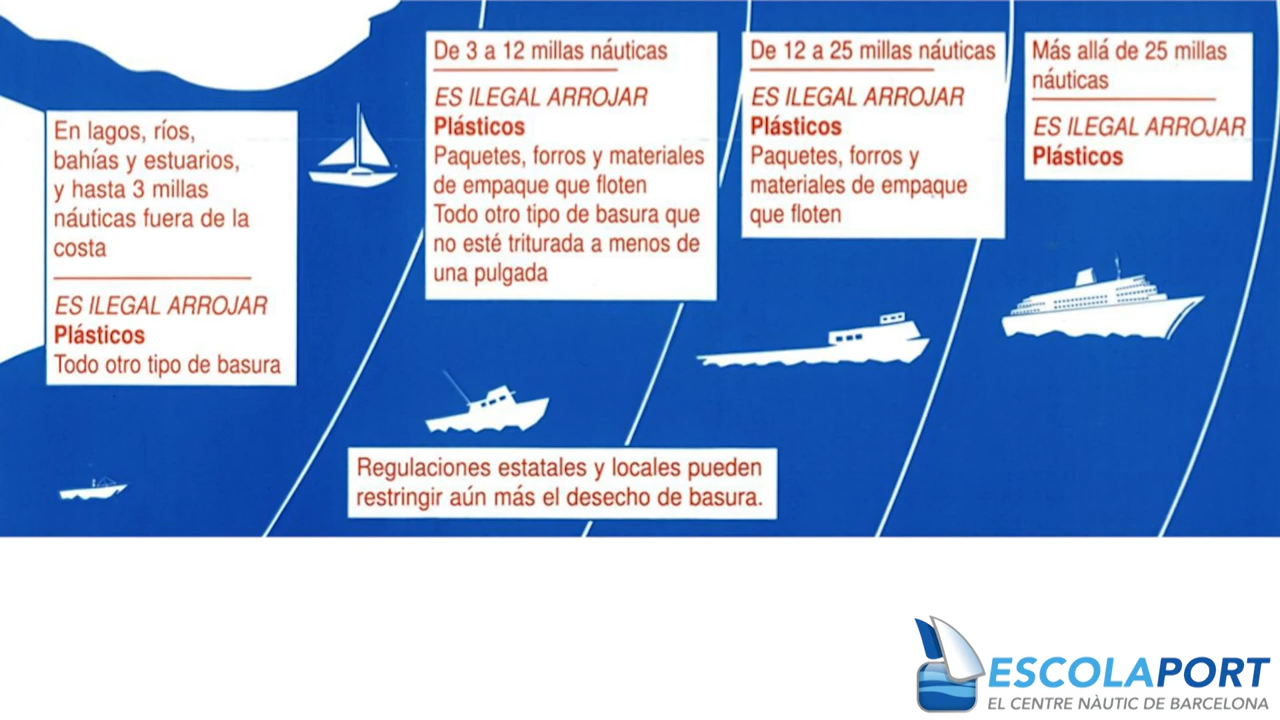 En lagos, ríos,
bahías y estuarios,
y hasta 3 millas
náuticas fuera de la
costa
ES ILEGAL ARROJAR
Plásticos
Todo otro tipo de basura
De 3 a 12 millas náuticas
ES ILEGAL ARROJAR
Plásticos
Paquetes, forros y materiales
de empaque que floten
Todo otro tipo de basura que
no esté triturada a menos de
una pulgada
De 12 a 25 millas náuticas
ES ILEGAL ARROJAR
Plásticos
Paquetes, forros y
materiales de empaque
que floten
Más allá de 25 millas
náuticas
ES ILEGAL ARROJAR
Plásticos
Regulaciones estatales y locales pueden
restringir aún más el desecho de basura.
ESCOLAPORT
EL CENTRE NÀUTIC DE BARCELONA